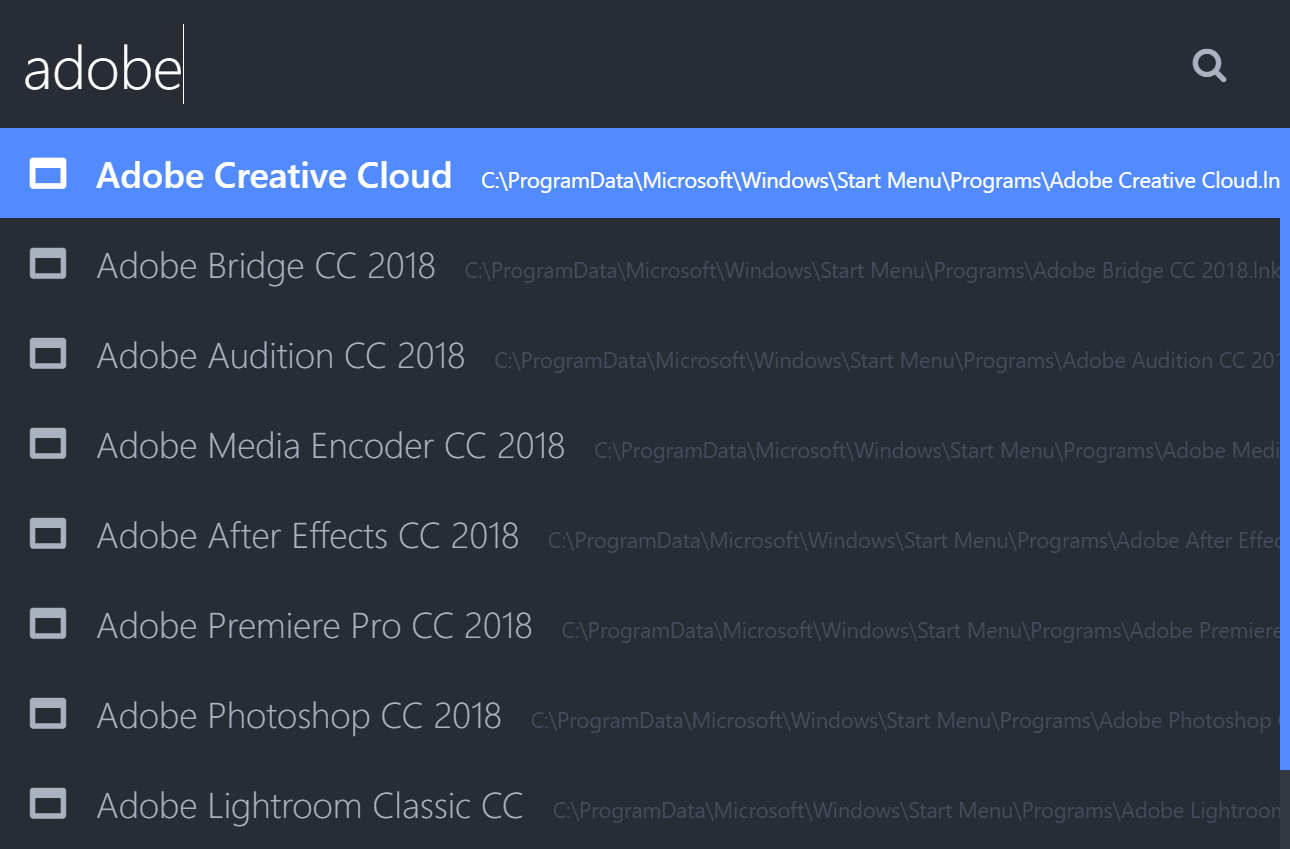 adobe
Adobe Creative Cloud C:\ProgramData\Microsoft\Windows\Start Menu\Programs\Adobe Creative Cloud.ln
Adobe Bridge CC 2018 C:\ProgramData\Microsoft\Windows\Start Menu\Programs\Adobe Bridge CC 2018.lnk
Adobe Audition CC 2018 C:\ProgramData\Microsoft\Windows\Start Menu\Programs\Adobe Audition CC 201
Adobe Media Encoder CC 2018 C:\ProgramData\Microsoft\Windows\Start Menu\Programs\Adobe Medi
Adobe After Effects CC 2018 C:\ProgramData\Microsoft\Windows\Start Menu\Programs\Adobe After Effec
Adobe Premiere Pro CC 2018 C:\ProgramData\Microsoft\Windows\Start Menu\Programs\Adobe Premiere
Adobe Photoshop CC 2018 C:\ProgramData\Microsoft\Windows\Start Menu\Programs\Adobe Photoshop
Adobe Lightroom Classic CC C:\ProgramData\Microsoft\Windows\Start Menu\Programs\Adobe Lightroom